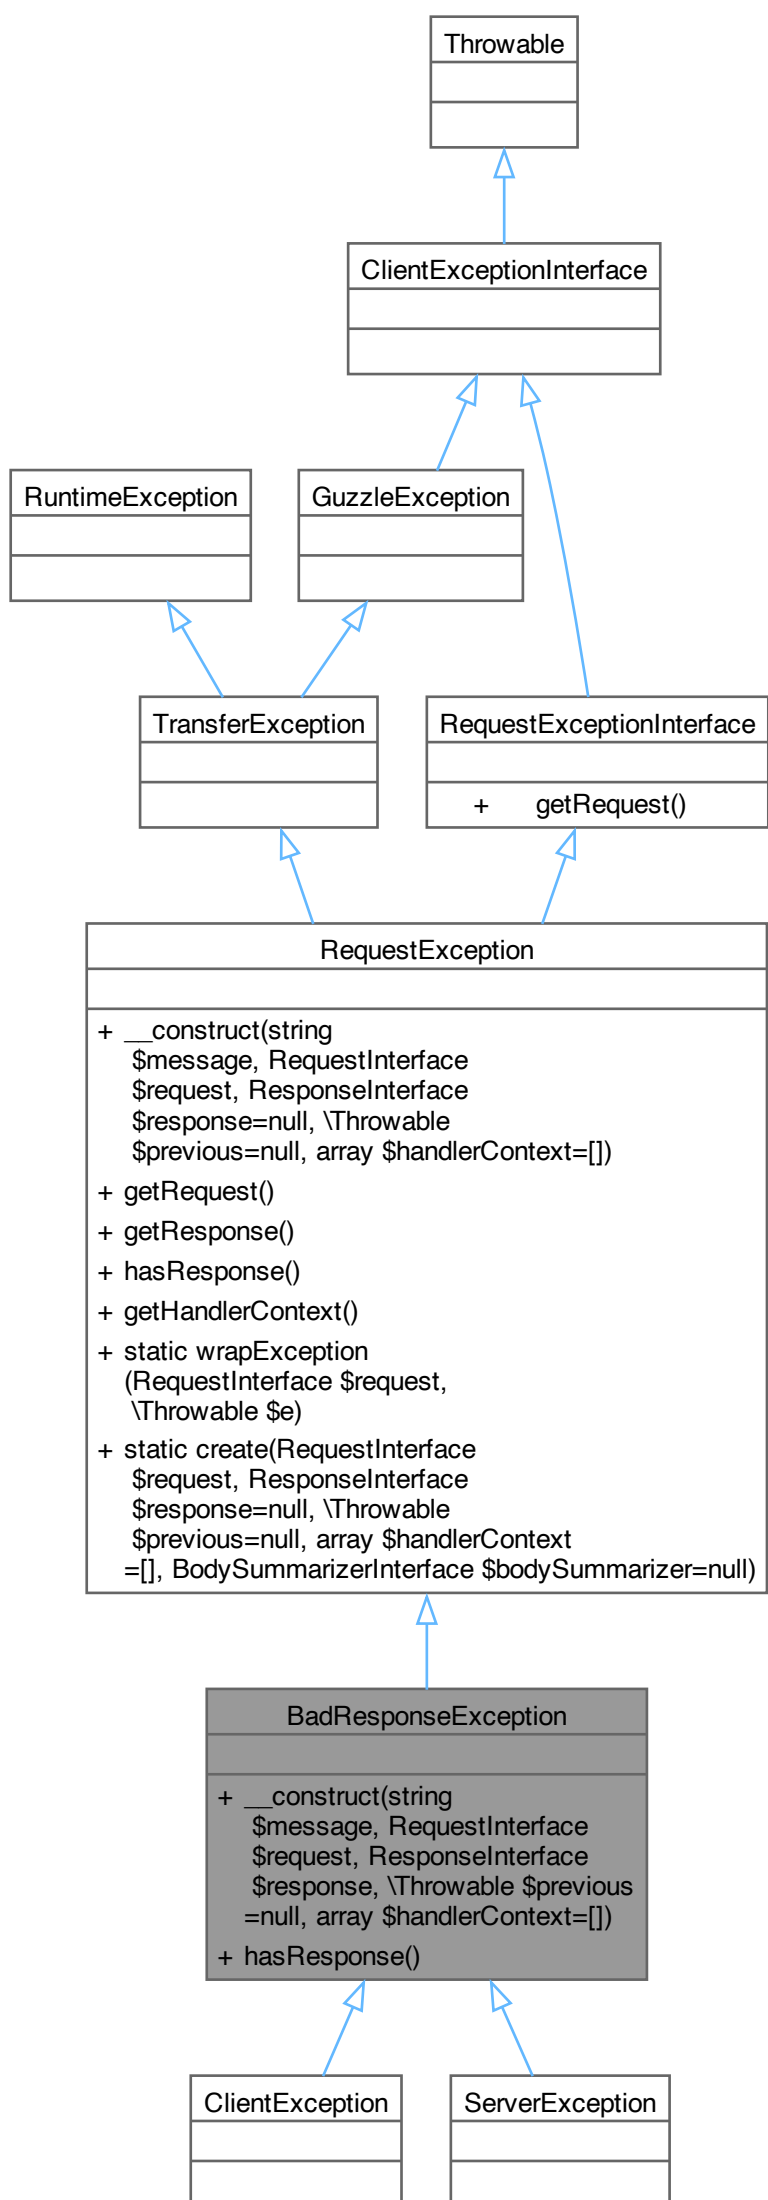 Throwable
ClientExceptionInterface
RuntimeException
GuzzleException
TransferException
RequestExceptionInterface
+ getRequest()
RequestException
+ __construct(string
$message, RequestInterface
$request, ResponseInterface
$response=null, \Throwable
$previous=null, array $handlerContext=[])
+ getRequest()
+ getResponse()
+ hasResponse()
+ getHandlerContext()
+ static wrapException
(RequestInterface $request,
\Throwable $e)
+ static create(RequestInterface
$request, ResponseInterface
$response=null, \Throwable
$previous=null, array $handlerContext
=[], BodySummarizerInterface $bodySummarizer=null)
BadResponseException
+ __construct(string
$message, RequestInterface
$request, ResponseInterface
$response, \Throwable $previous
=null, array $handlerContext=[])
+ hasResponse()
ClientException
ServerException